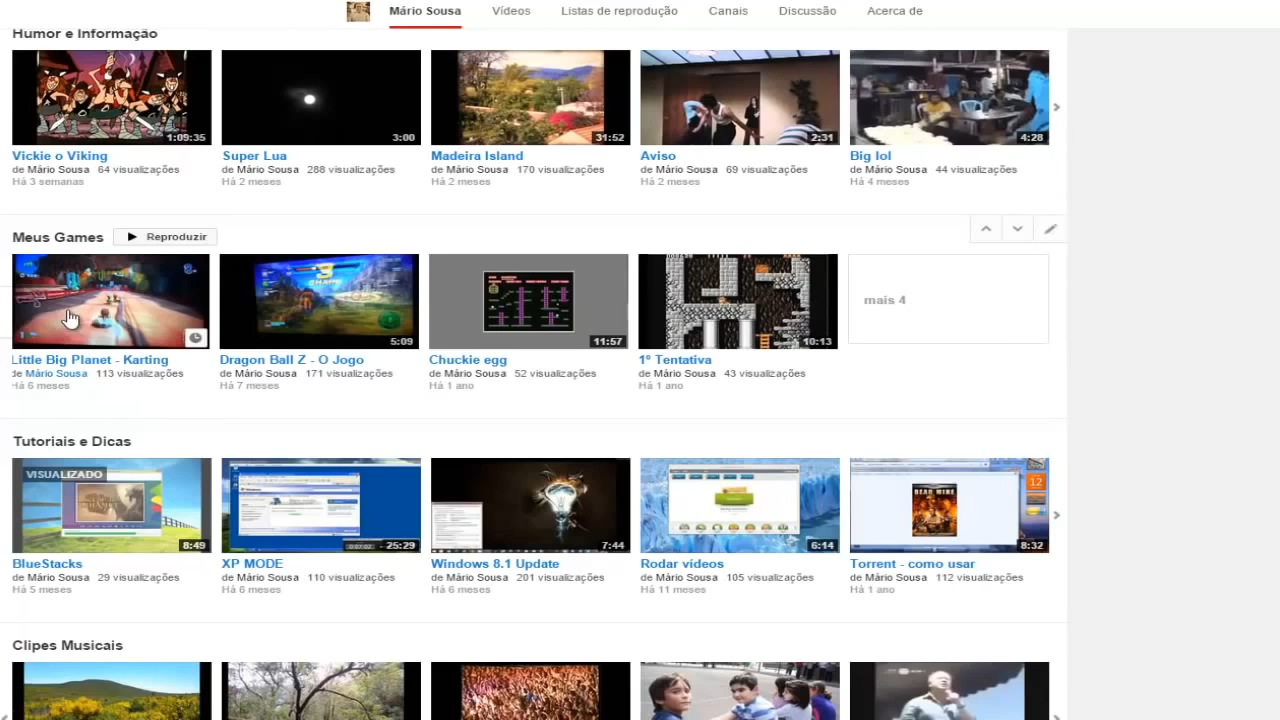 Mário Sousa Vídeos Listas de reprodução Canais Discussão Acerca de
Humor e Informação
1:09:35 3:00 31:52 2:31 4:28
Vickie o Viking Super Lua Madeira Island Aviso Big lol
de Mário Sousa 64 visualizações de Mário Sousa 288 visualizações de Mário Sousa 170 visualizações de Mário Sousa 69 visualizações de Mário Sousa 44 visualizações
Há 3 semanas Há 2 meses Há 2 meses Há 2 meses Há 4 meses
Meus Games Reproduzir
mais 4
5:09 11:57 10:13
Little Big Planet - Karting Dragon Ball Z - O Jogo Chuckie egg 1º Tentativa
de Mário Sousa 113 visualizações de Mário Sousa 171 visualizações de Mário Sousa 52 visualizações de Mário Sousa 43 visualizações
Há 6 meses Há 7 meses Há 1 ano Há 1 ano
Tutoriais e Dicas
VISUALIZADO
DEAD MINE
12
8:49 25:29 7:44 6:14 8:32
BlueStacks XP MODE Windows 8.1 Update Rodar vídeos Torrent - como usar
de Mário Sousa 29 visualizações de Mário Sousa 110 visualizações de Mário Sousa 201 visualizações de Mário Sousa 105 visualizações de Mário Sousa 112 visualizações
Há 5 meses Há 6 meses Há 6 meses Há 11 meses Há 1 ano
Clipes Musicais